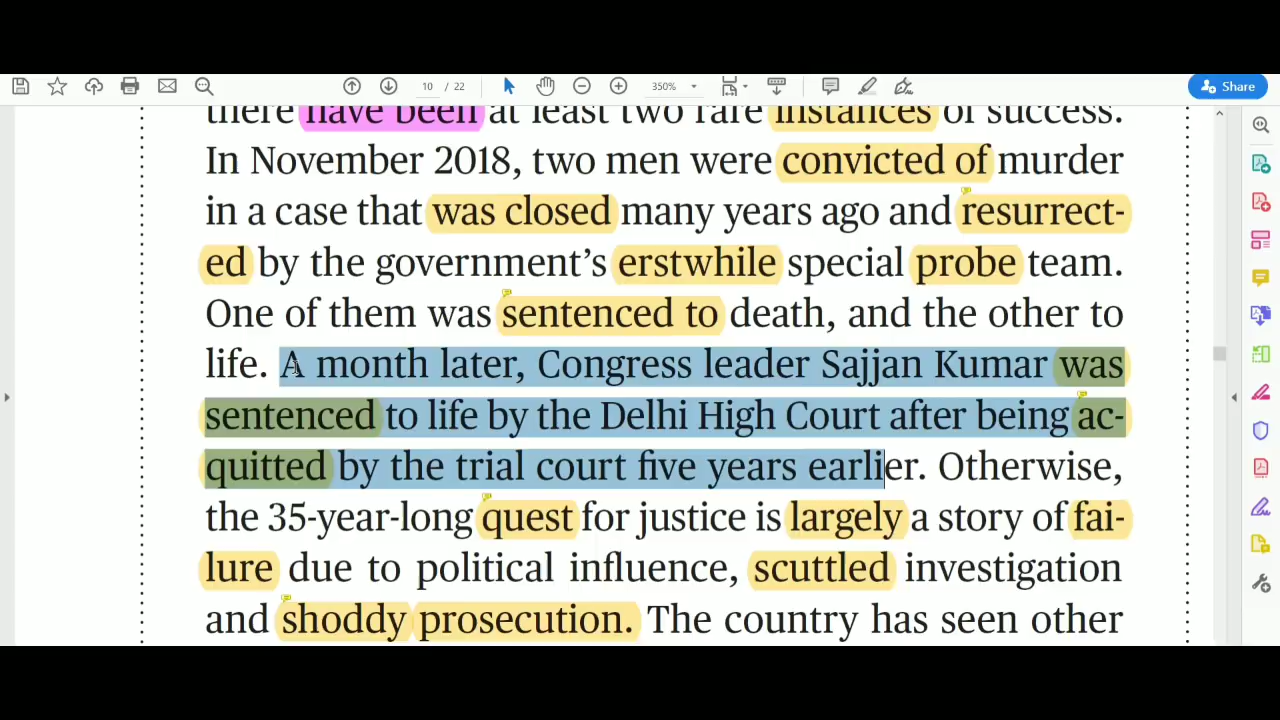 10 / 22
350%
Share
there have been at least two rare instances of success.
In November 2018, two men were convicted of murder
in a case that was closed many years ago and resurrect-
ed by the government's erstwhile special probe team.
One of them was sentenced to death, and the other to
life. A month later, Congress leader Sajjan Kumar was
sentenced to life by the Delhi High Court after being ac-
quitted by the trial court five years earlier. Otherwise,
the 35-year-long quest for justice is largely a story of fai-
lure due to political influence, scuttled investigation
and shoddy prosecution. The country has seen other